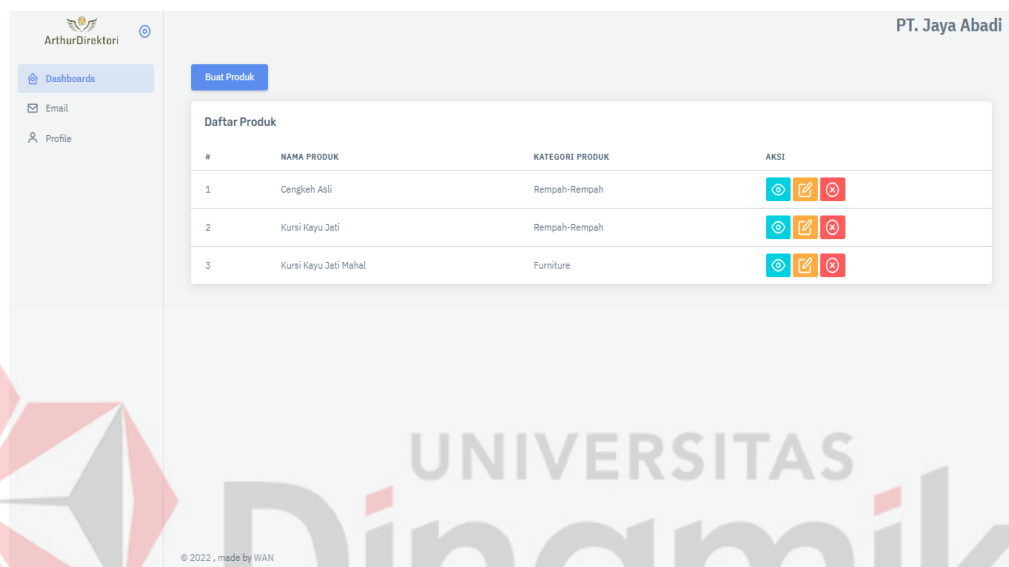 ArthurDirektori
PT. Jaya Abadi
Dashboards
Email
Profile
Buat Produk
Daftar Produk
# NAMA PRODUK KATEGORI PRODUK AKSI
1 Cengkeh Asli Rempah-Rempah
2 Kursi Kayu Jati Rempah-Rempah
3 Kursi Kayu Jati Mahal Furniture
UNIVERSITAS
Dinamik
© 2022 , made by WAN